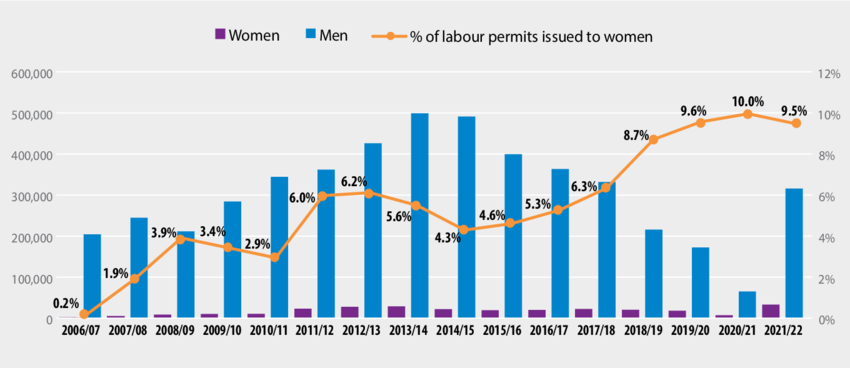 Women Men % of labour permits issued to women
600,000 12%
500,000 10%
400,000 8%
300,000 6%
200,000 4%
100,000 2%
0 0%
0.2% 1.9% 3.9% 3.4% 2.9% 6.0% 6.2% 5.6% 4.3% 4.6% 5.3% 6.3% 8.7% 9.6% 10.0% 9.5%
2006/07 2007/08 2008/09 2009/10 2010/11 2011/12 2012/13 2013/14 2014/15 2015/16 2016/17 2017/18 2018/19 2019/20 2020/21 2021/22